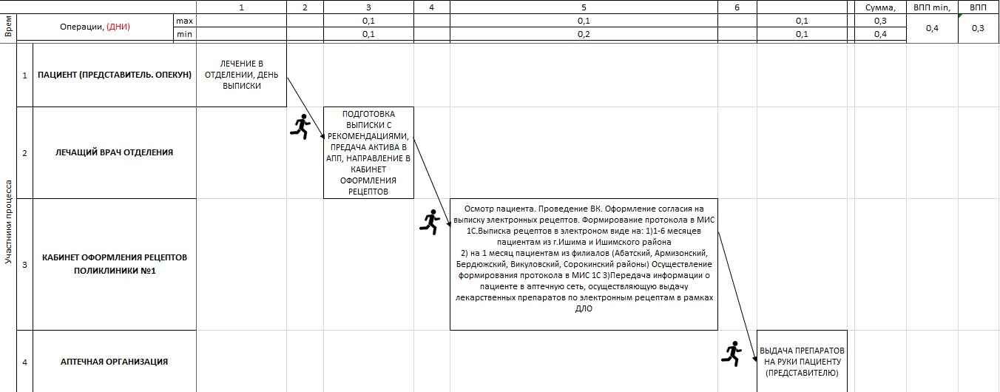 1 2 3 4 5 6 Сумма, ВПП min, ВПП
Врем
Операции, (ДНИ)
max 0,1 0,1 0,1 0,3
min 0,1 0,2 0,1 0,4
0,4 0,3
Участники процесса
1 ПАЦИЕНТ (ПРЕДСТАВИТЕЛЬ. ОПЕКУН)
ЛЕЧЕНИЕ В
ОТДЕЛЕНИИ, ДЕНЬ
ВЫПИСКИ
2 ЛЕЧАЩИЙ ВРАЧ ОТДЕЛЕНИЯ
ПОДГОТОВКА
ВЫПИСКИ С
РЕКОМЕНДАЦИЯМИ,
ПРЕДАЧА АКТИВА В
АПП, НАПРАВЛЕНИЕ В
КАБИНЕТ
ОФОРМЛЕНИЯ
РЕЦЕПТОВ
3 КАБИНЕТ ОФОРМЛЕНИЯ РЕЦЕПТОВ
ПОЛИКЛИНИКИ №1
Осмотр пациента. Проведение ВК. Оформление согласия на
выписку электронных рецептов. Формирование протокола в МИС
1С.Выписка рецептов в электроном виде на: 1)1-6 месяцев
пациентам из г.Ишима и Ишимского района
2) на 1 месяц пациентам из филиалов (Абатский, Армизонский,
Бердюжский, Викуловский, Сорокинский районы) Осуществление
формирования протокола в МИС 1С 3)Передача информации о
пациенте в аптечную сеть, осуществляющую выдачу
лекарственных препаратов по электронным рецептам в рамках
ДЛО
4 АПТЕЧНАЯ ОРГАНИЗАЦИЯ
ВЫДАЧА ПРЕПАРАТОВ
НА РУКИ ПАЦИЕНТУ
(ПРЕДСТАВИТЕЛЮ)